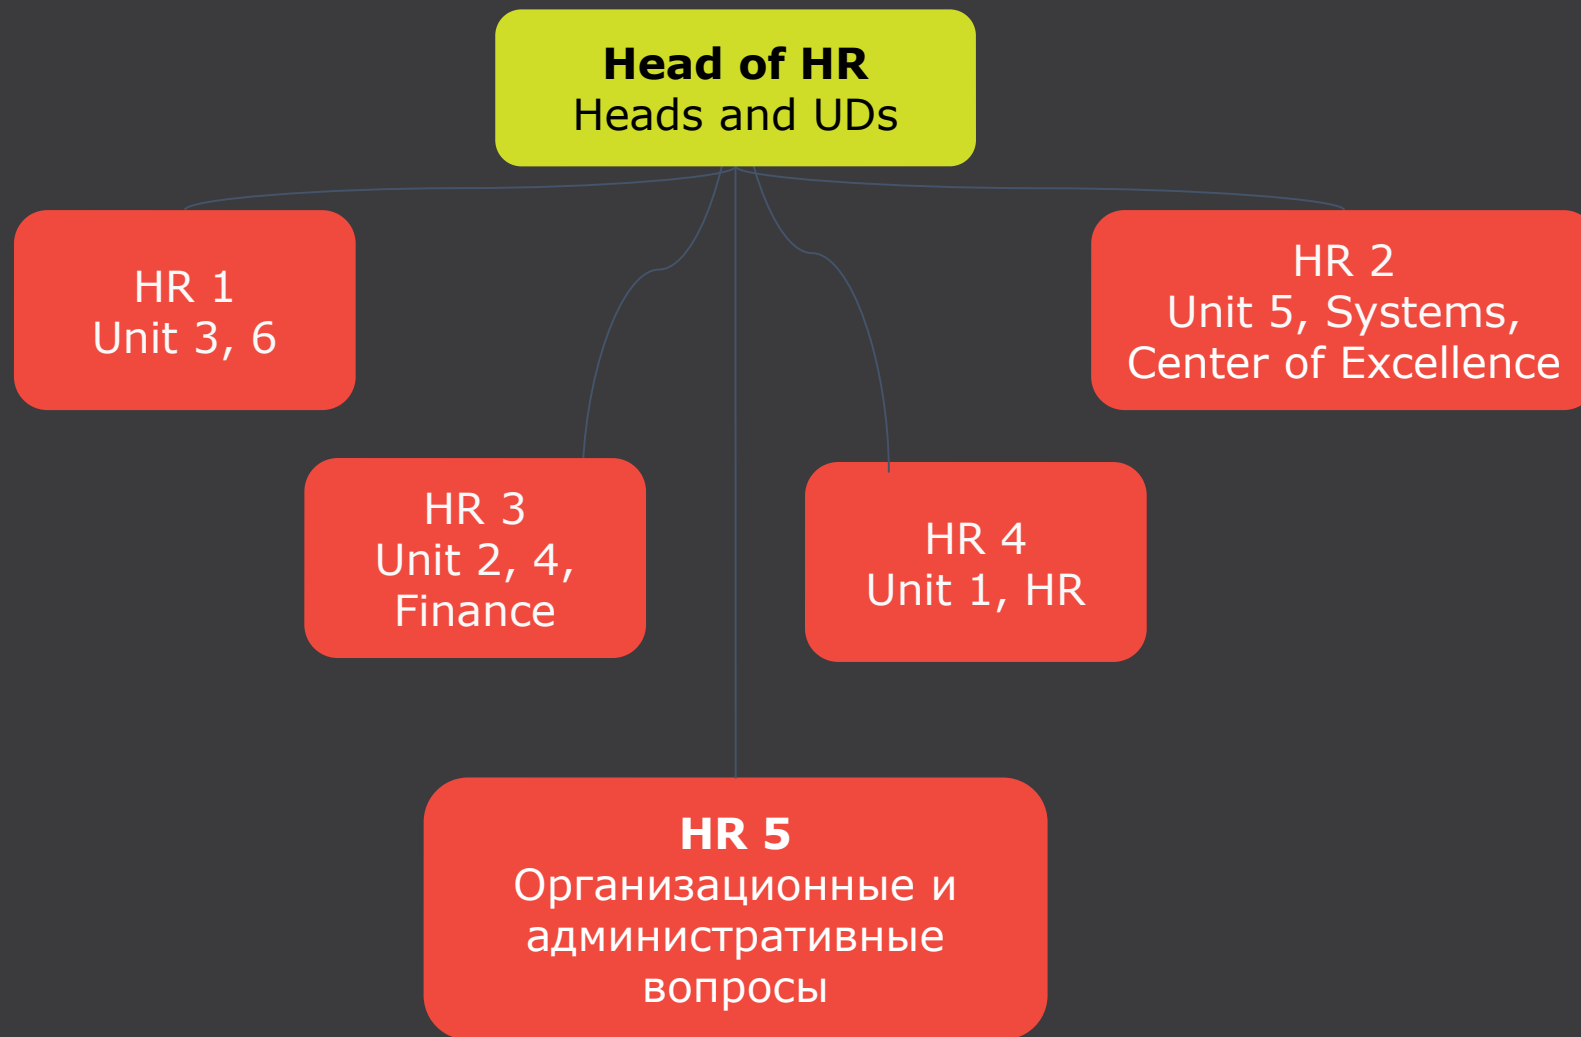 Head of HR
Heads and UDs
HR 1
Unit 3, 6
HR 2
Unit 5, Systems,
Center of Excellence
HR 3
Unit 2, 4,
Finance
HR 4
Unit 1, HR
HR 5
Организационные и
административные
вопросы